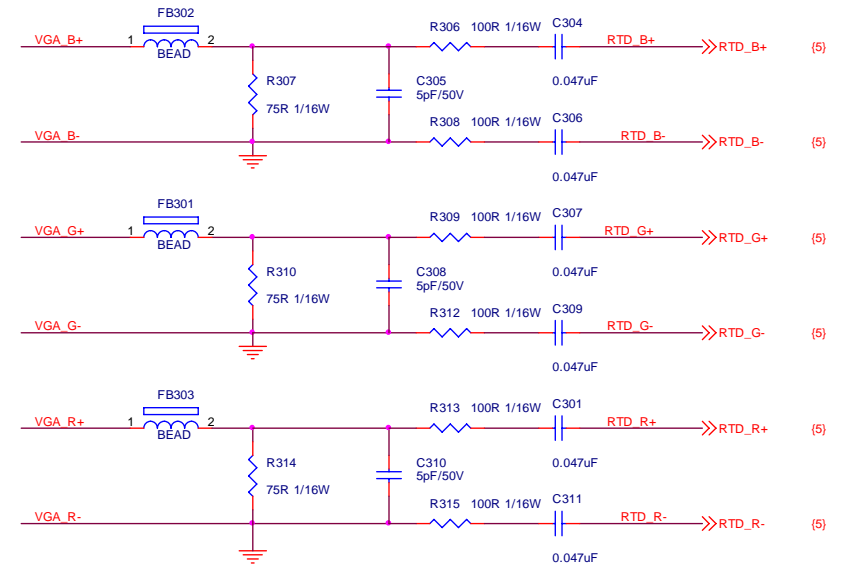 FB302
VGA_B+ 1 2 R306 100R 1/16W C304 RTD_B+ RTD_B+ {5}
BEAD
R307 C305 0.047uF
75R 1/16W 5pF/50V
VGA_B- R308 100R 1/16W C306 RTD_B- RTD_B- {5}
0.047uF
FB301
VGA_G+ 1 2 R309 100R 1/16W C307 RTD_G+ RTD_G+ {5}
BEAD
R310 C308 0.047uF
75R 1/16W 5pF/50V
VGA_G- R312 100R 1/16W C309 RTD_G- RTD_G- {5}
0.047uF
FB303
VGA_R+ 1 2 R313 100R 1/16W C301 RTD_R+ RTD_R+ {5}
BEAD
R314 C310 0.047uF
75R 1/16W 5pF/50V
VGA_R- R315 100R 1/16W C311 RTD_R- RTD_R- {5}
0.047uF